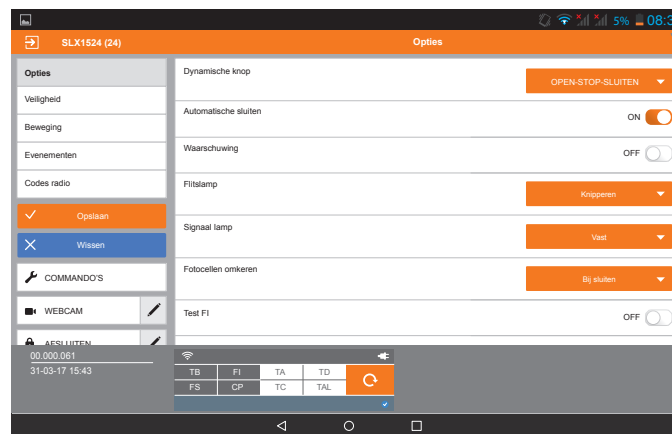 5% 08:3
SLX1524 (24)
Opties
Opties
Veiligheid
Beweging
Evenementen
Codes radio
Opslaan
Wissen
COMMANDO'S
WEBCAM
AFSLUITEN
Dynamische knop
OPEN-STOP-SLUITEN
Automatische sluiten
ON
Waarschuwing
OFF
Flitslamp
Knipperen
Signaal lamp
Vast
Fotocellen omkeren
Bij sluiten
Test FI
OFF
00.000.061
31-03-17 15:43
TB FI TA TD
FS CP TC TAL